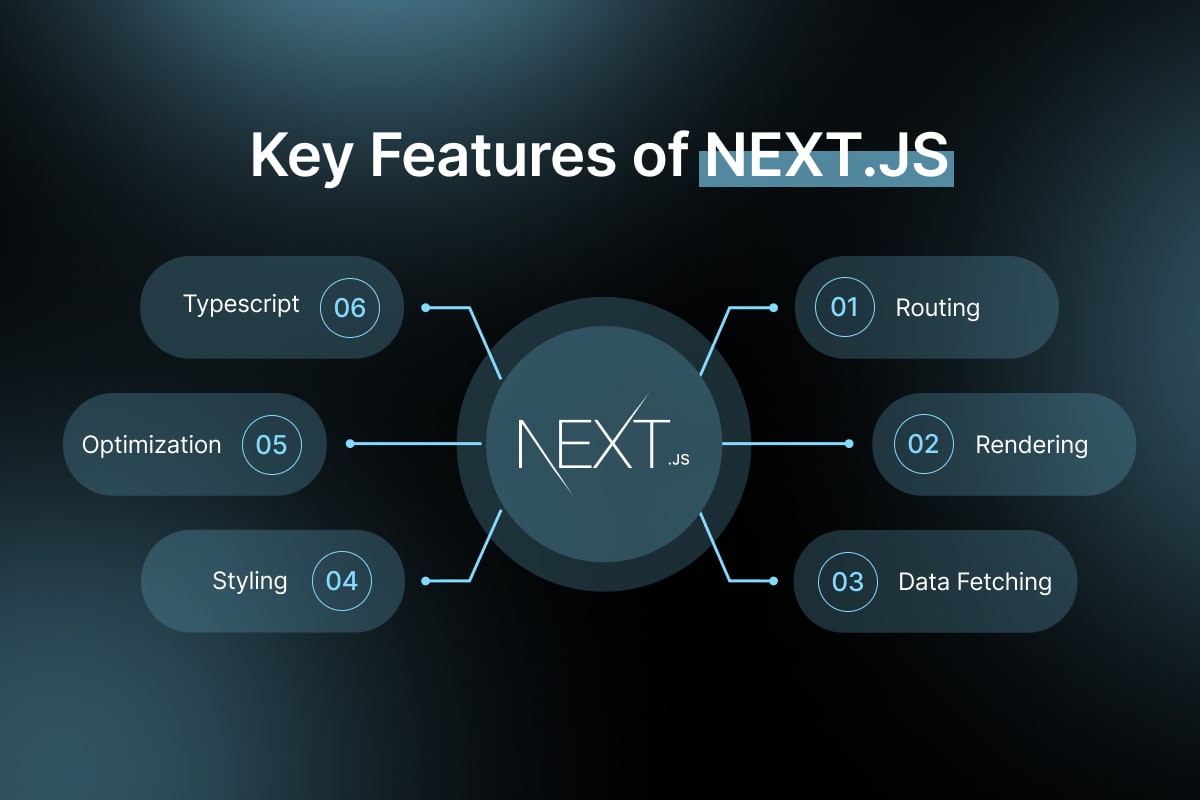 Key Features of NEXT.JS
Typescript 06
01 Routing
Optimization 05
NEXT.JS
02 Rendering
Styling 04
03 Data Fetching